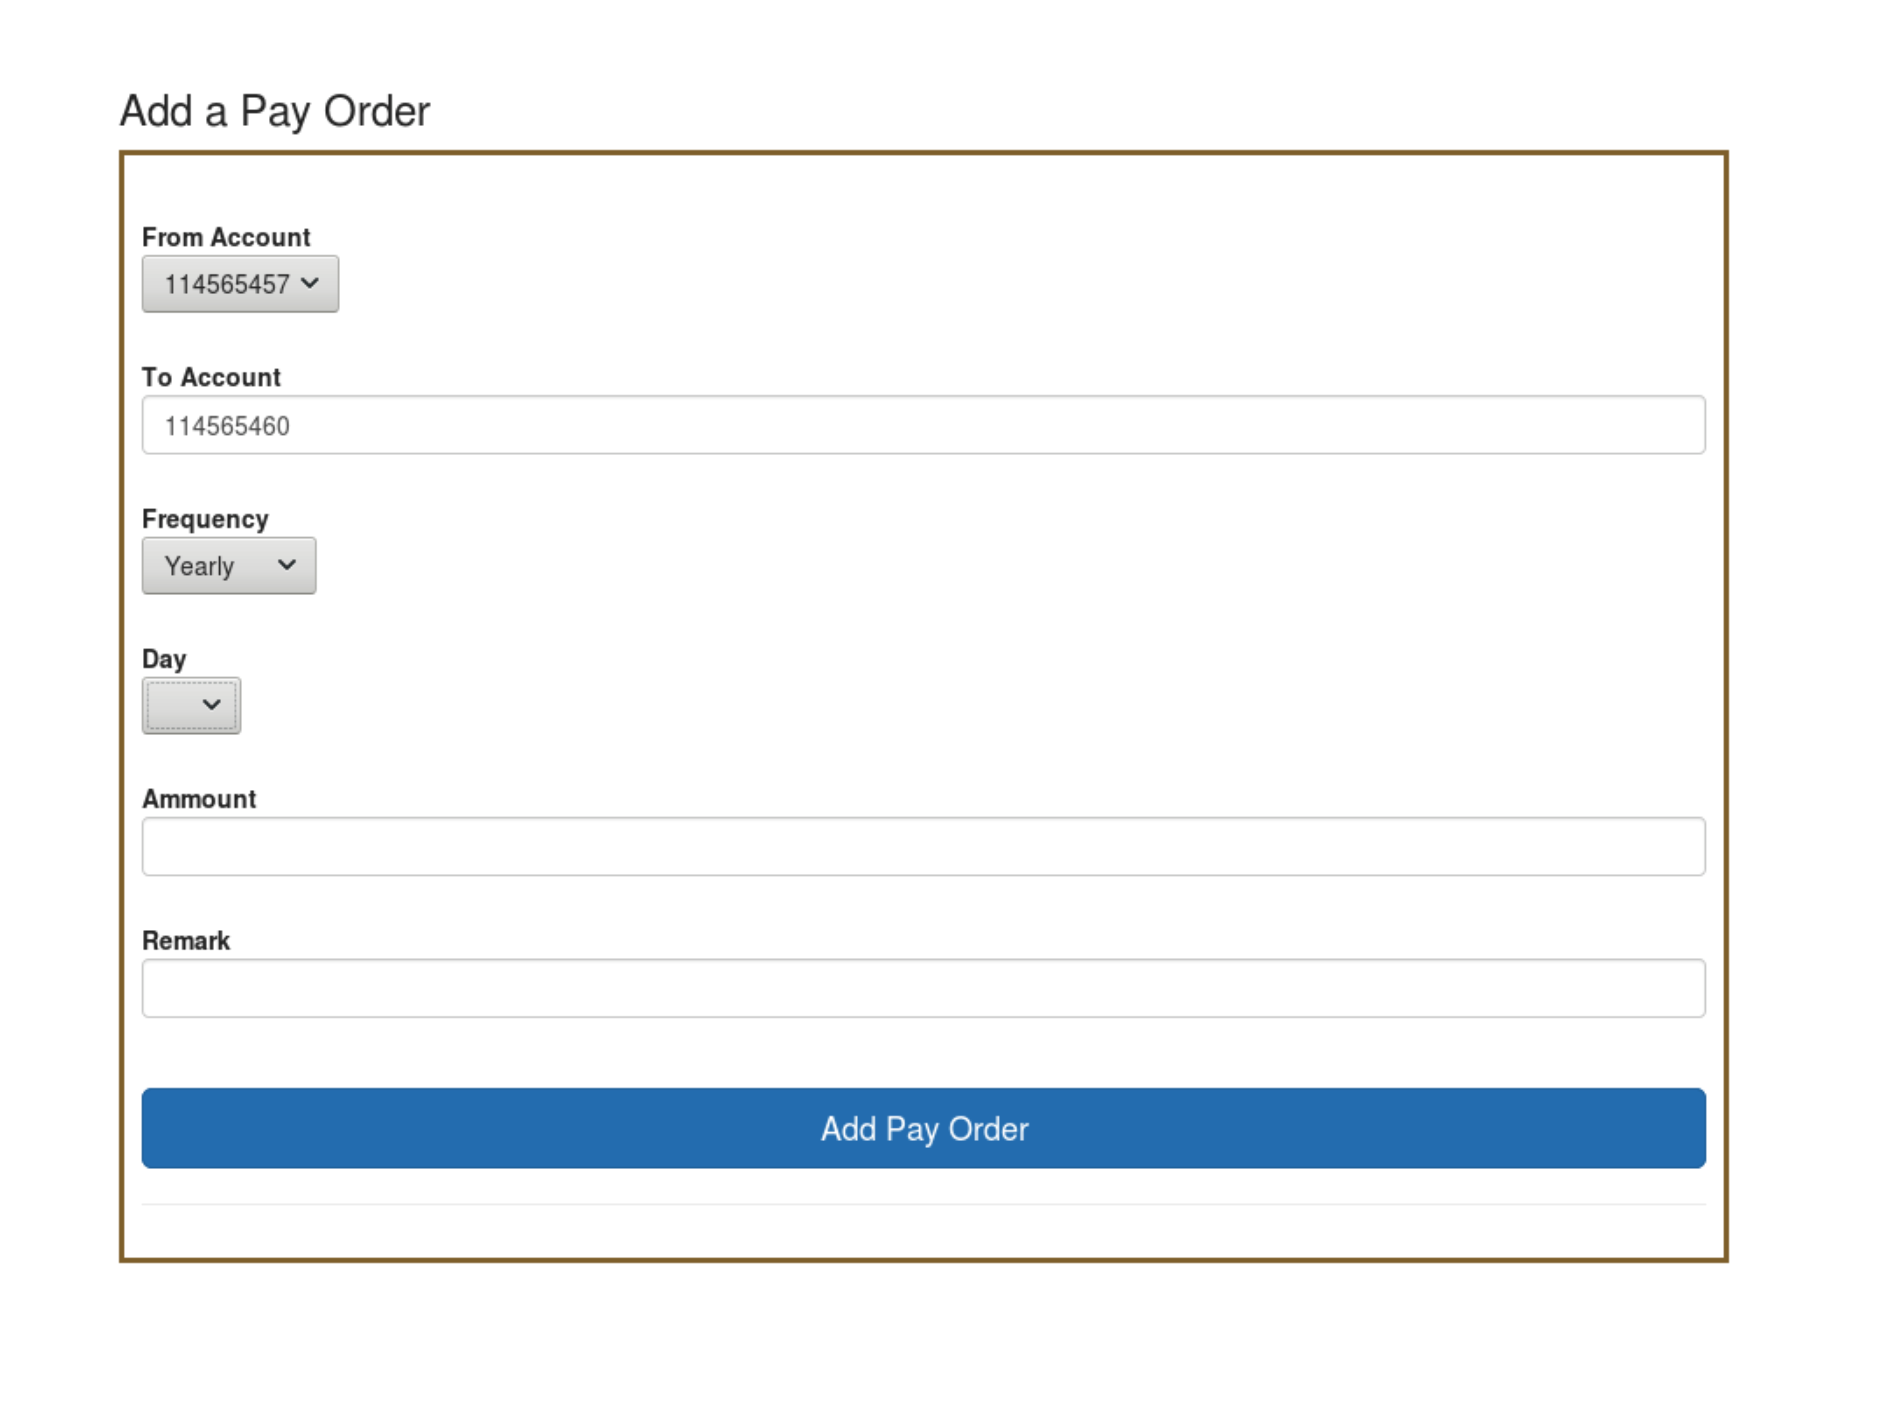 Add a Pay Order
From Account
114565457
To Account
114565460
Frequency
Yearly
Day
Ammount
Remark
Add Pay Order